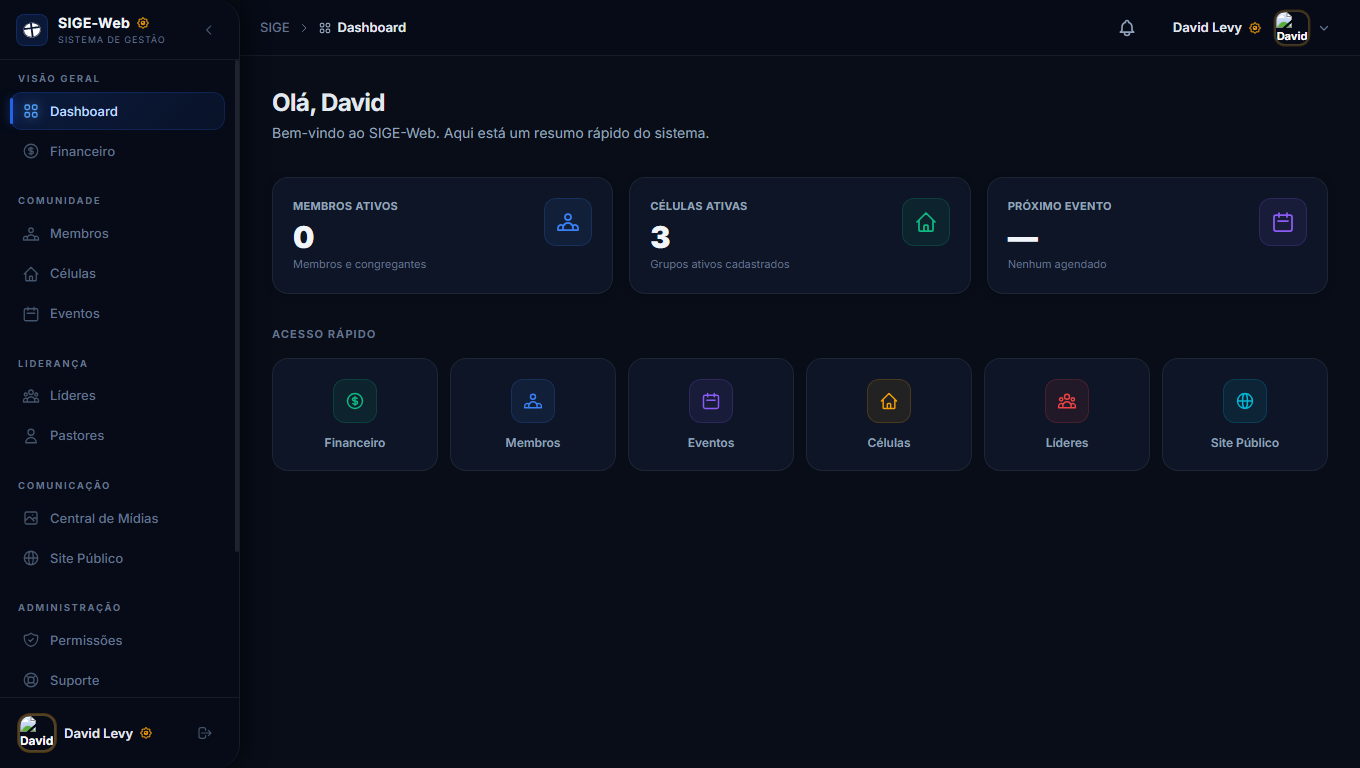 SIGE-Web
SISTEMA DE GESTÃO
SIGE
Dashboard
David Levy
David
VISÃO GERAL
Dashboard
Financeiro
COMUNIDADE
Membros
Células
Eventos
LIDERANÇA
Líderes
Pastores
COMUNICAÇÃO
Central de Mídias
Site Público
ADMINISTRAÇÃO
Permissões
Suporte
David
David Levy
Olá, David
Bem-vindo ao SIGE-Web. Aqui está um resumo rápido do sistema.
MEMBROS ATIVOS
0
Membros e congregantes
CÉLULAS ATIVAS
3
Grupos ativos cadastrados
PRÓXIMO EVENTO
—
Nenhum agendado
ACESSO RÁPIDO
Financeiro
Membros
Eventos
Células
Líderes
Site Público